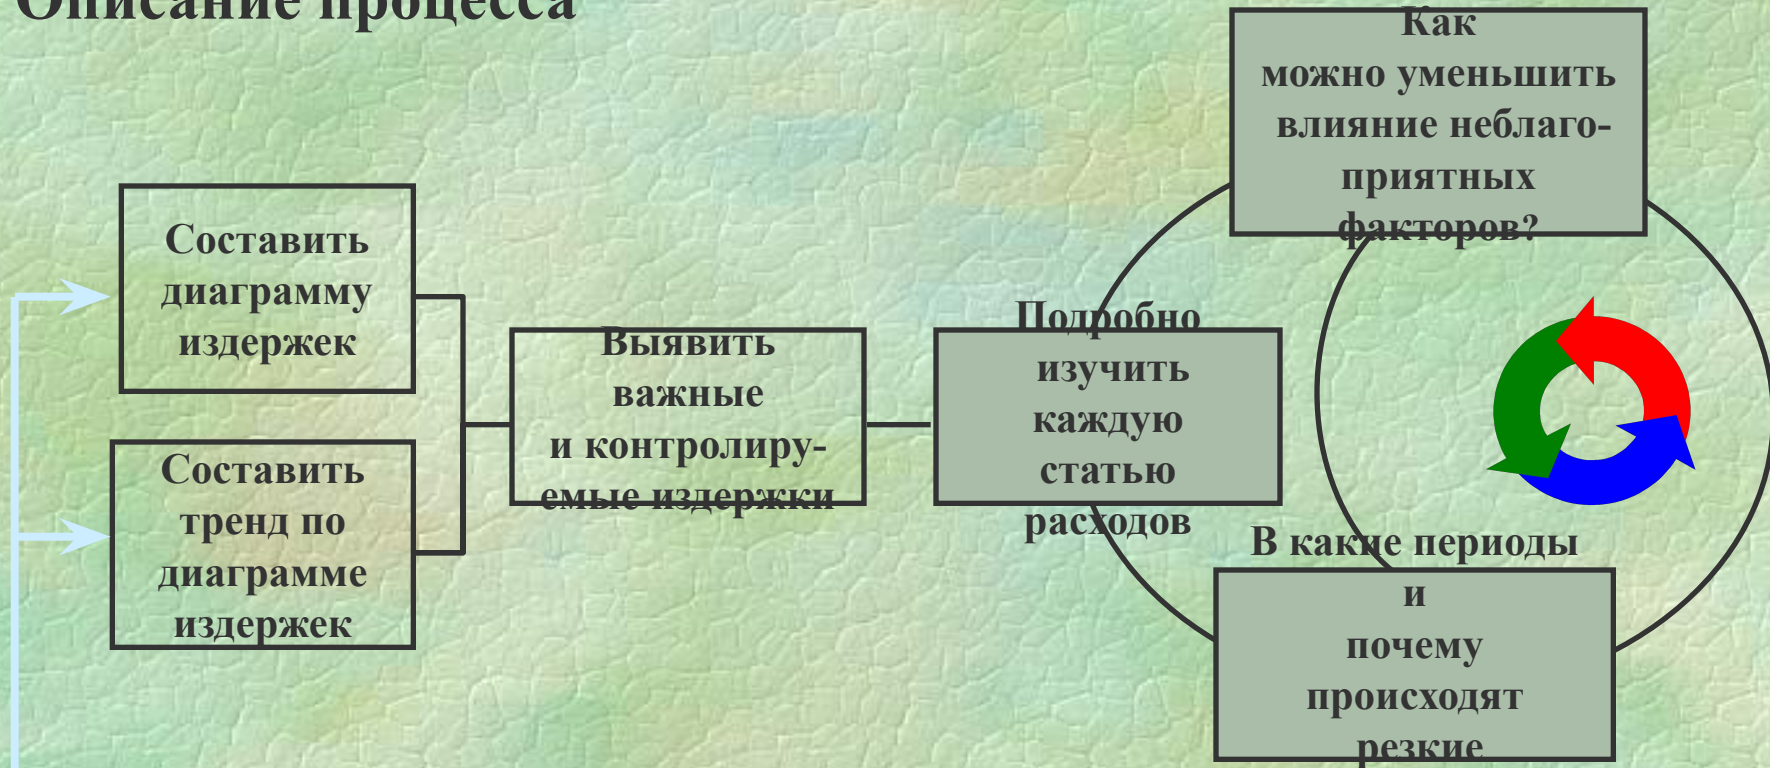 Описание процесса
Составить
диаграмму
издержек
Составить
тренд по
диаграмме
издержек
Выявить
важные
и контролиру-
емые издержки
Подробно
изучить
каждую
статью
расходов
Как
можно уменьшить
влияние неблаго-
приятных
факторов?
В какие периоды
и
почему
происходят
резкие